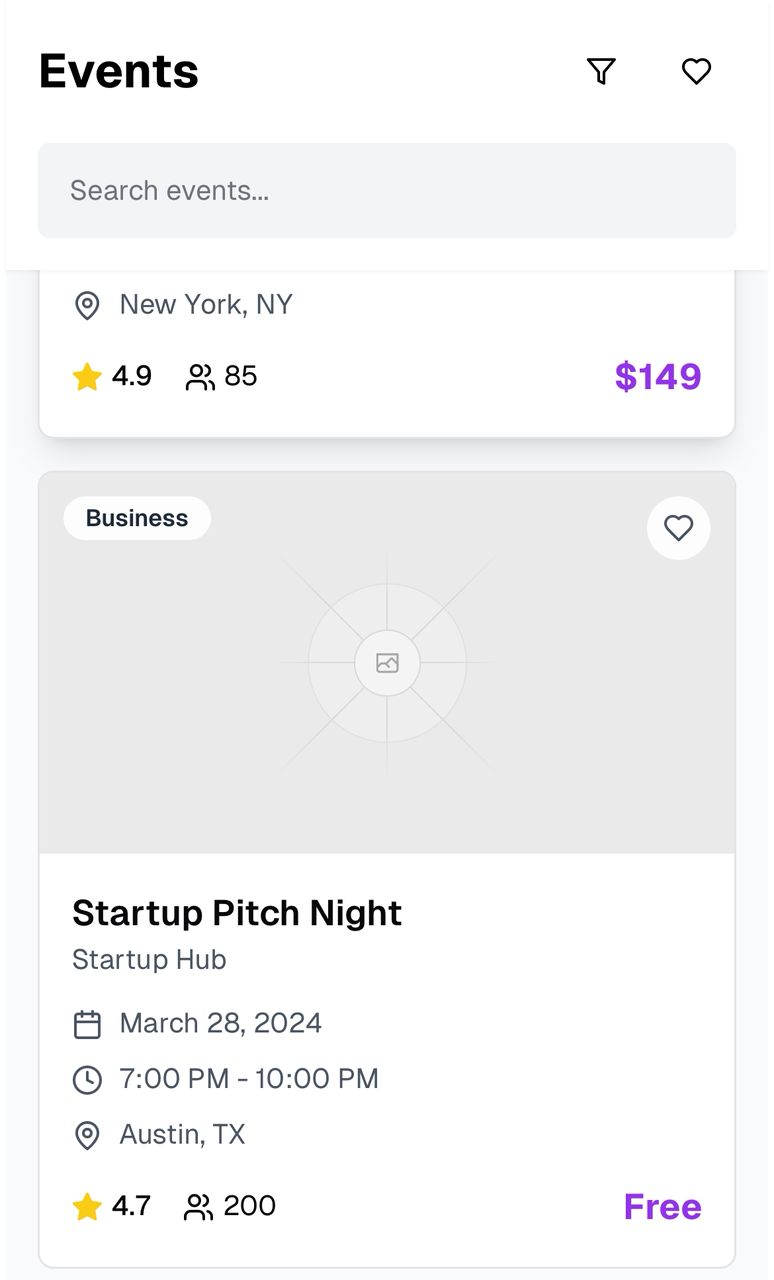 Events
Search events...
New York, NY
4.9 85 $149
Business
Startup Pitch Night
Startup Hub
March 28, 2024
7:00 PM - 10:00 PM
Austin, TX
4.7 200 Free